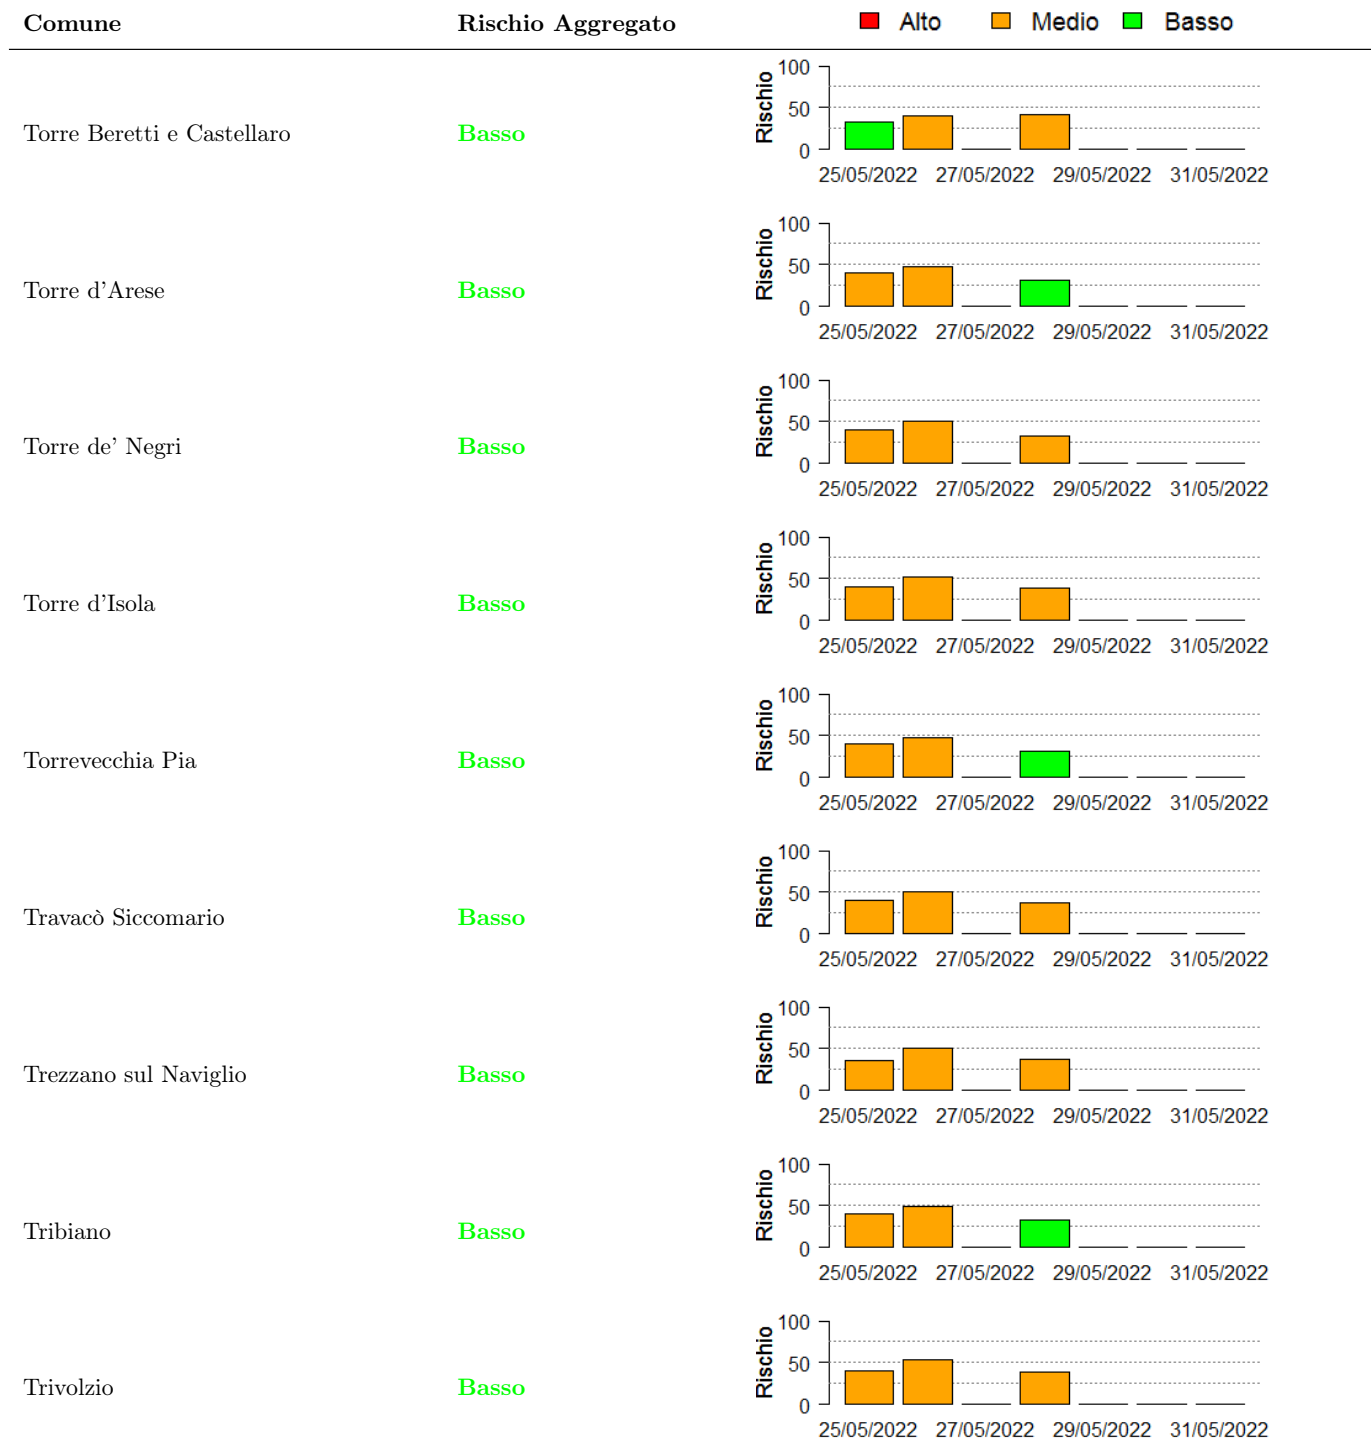 Comune Rischio Aggregato Alto Medio Basso
100
50
0
Rischio
Torre Beretti e Castellaro Basso
25/05/2022 27/05/2022 29/05/2022 31/05/2022
100
50
0
Rischio
Torre d'Arese Basso
25/05/2022 27/05/2022 29/05/2022 31/05/2022
100
50
0
Rischio
Torre de' Negri Basso
25/05/2022 27/05/2022 29/05/2022 31/05/2022
100
50
0
Rischio
Torre d'Isola Basso
25/05/2022 27/05/2022 29/05/2022 31/05/2022
100
50
0
Rischio
Torrevecchia Pia Basso
25/05/2022 27/05/2022 29/05/2022 31/05/2022
100
50
0
Rischio
Travacò Siccomario Basso
25/05/2022 27/05/2022 29/05/2022 31/05/2022
100
50
0
Rischio
Trezzano sul Naviglio Basso
25/05/2022 27/05/2022 29/05/2022 31/05/2022
100
50
0
Rischio
Tribiano Basso
25/05/2022 27/05/2022 29/05/2022 31/05/2022
100
50
0
Rischio
Trivolzio Basso
25/05/2022 27/05/2022 29/05/2022 31/05/2022